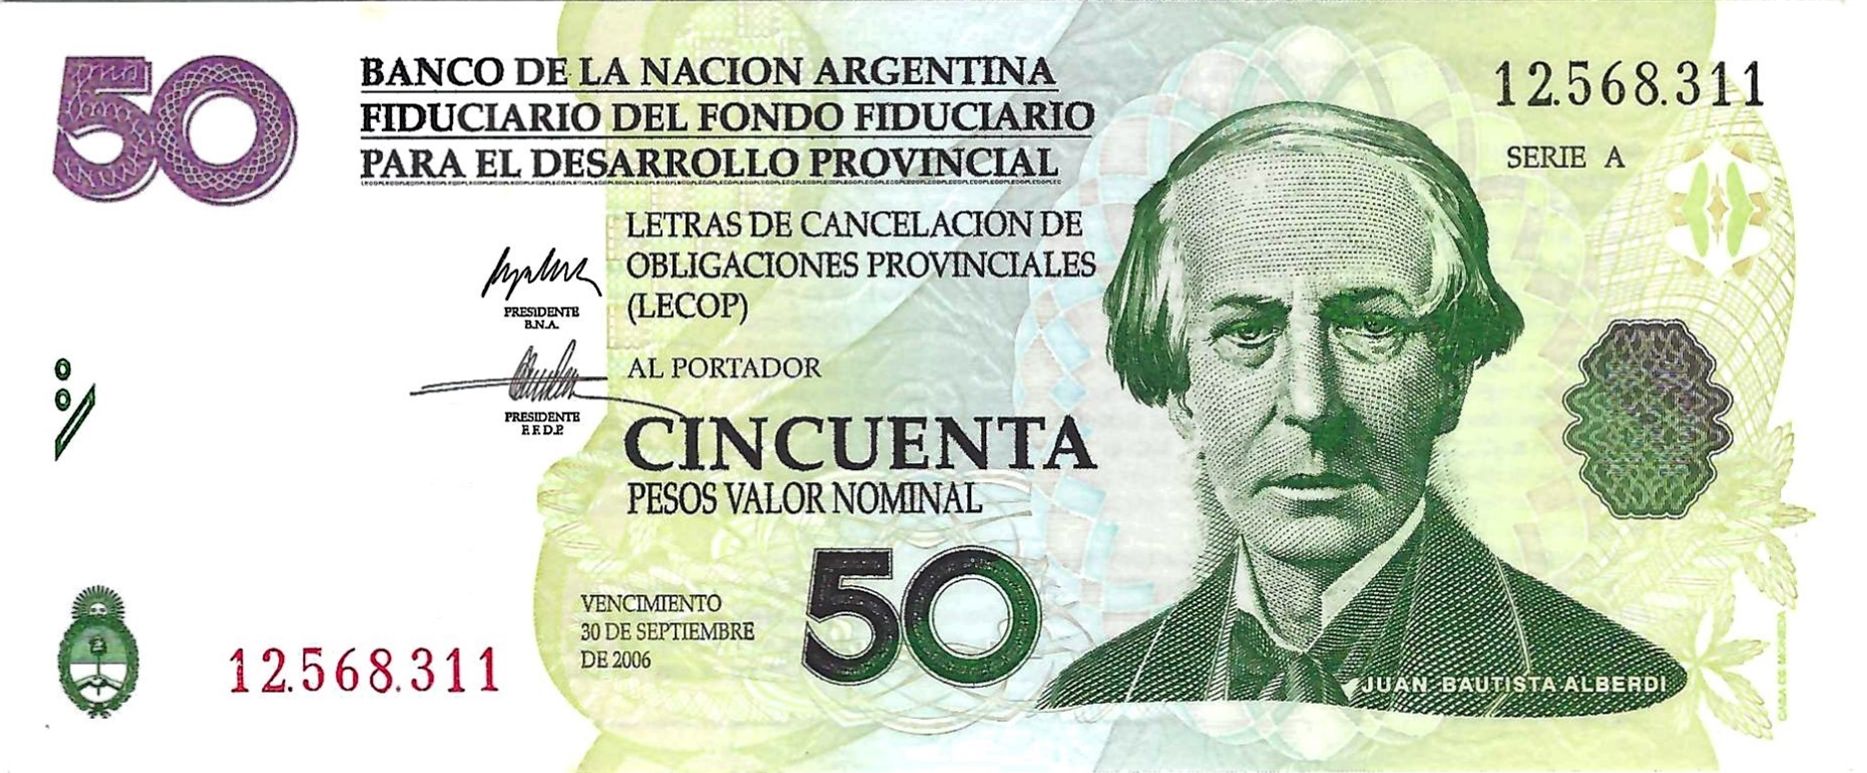 50
BANCO DE LA NACION ARGENTINA
FIDUCIARIO DEL FONDO FIDUCIARIO
PARA EL DESARROLLO PROVINCIAL
12.568.311
SERIE A
LETRAS DE CANCELACION DE
OBLIGACIONES PROVINCIALES
(LECOP)
PRESIDENTE
B.N.A.
AL PORTADOR
PRESIDENTE
F.F.D.P.
CINCUENTA
PESOS VALOR NOMINAL
50
VENCIMIENTO
30 DE SEPTIEMBRE
DE 2006
12.568.311
JUAN BAUTISTA ALBERDI
CASA DE MONEDA